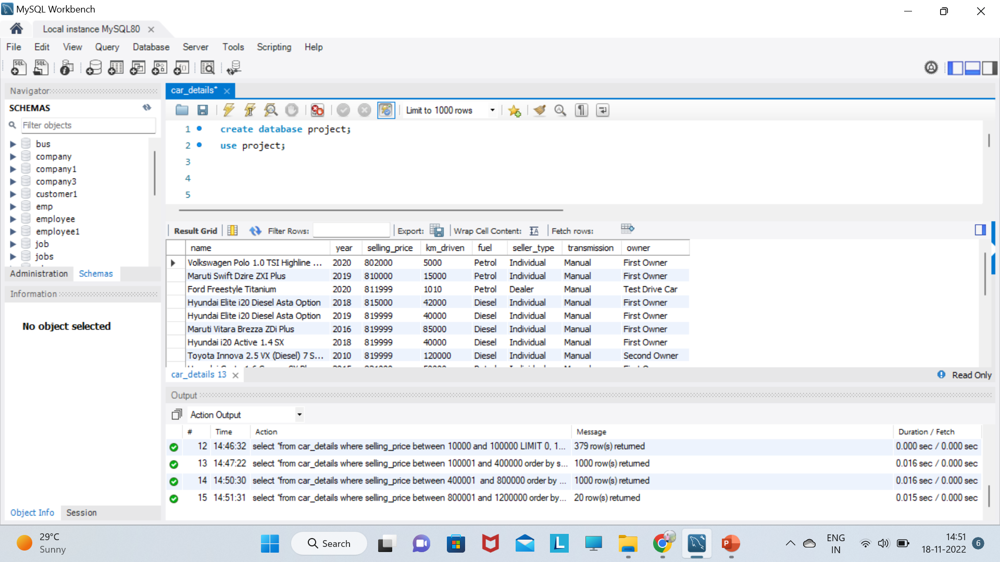 MySQL Workbench
Local instance MySQL80
File Edit View Query Database Server Tools Scripting Help
Navigator
SCHEMAS
Filter objects
bus
company
company1
company3
customer1
emp
employee
employee1
job
jobs
Administration Schemas
Information
No object selected
Object Info Session
car_details*
Limit to 1000 rows
1 create database project;
2 use project;
3
4
5
Result Grid Filter Rows: Export: Wrap Cell Content: Fetch rows:
name year selling_price km_driven fuel seller_type transmission owner
Volkswagen Polo 1.0 TSI Highline ... 2020 802000 5000 Petrol Individual Manual First Owner
Maruti Swift Dzire ZXI Plus 2019 810000 15000 Petrol Individual Manual First Owner
Ford Freestyle Titanium 2020 811999 1010 Petrol Dealer Manual Test Drive Car
Hyundai Elite i20 Diesel Asta Option 2018 815000 42000 Diesel Individual Manual First Owner
Hyundai Elite i20 Diesel Asta Option 2019 819999 40000 Diesel Individual Manual First Owner
Maruti Vitara Brezza ZDi Plus 2016 819999 85000 Diesel Individual Manual First Owner
Hyundai i20 Active 1.4 SX 2018 819999 40000 Diesel Individual Manual First Owner
Toyota Innova 2.5 VX (Diesel) 7 S... 2010 819999 120000 Diesel Individual Manual Second Owner
car_details 13
Read Only
Output
Action Output
# Time Action Message Duration / Fetch
12 14:46:32 select *from car_details where selling_price between 10000 and 100000 LIMIT 0, 1... 379 row(s) returned 0.000 sec / 0.000 sec
13 14:47:22 select *from car_details where selling_price between 100001 and 400000 order by s... 1000 row(s) returned 0.016 sec / 0.000 sec
14 14:50:30 select *from car_details where selling_price between 400001 and 800000 order by ... 1000 row(s) returned 0.016 sec / 0.000 sec
15 14:51:31 select *from car_details where selling_price between 800001 and 1200000 order by... 20 row(s) returned 0.015 sec / 0.000 sec
29°C
Sunny
Search
ENG
IN
14:51
18-11-2022
6